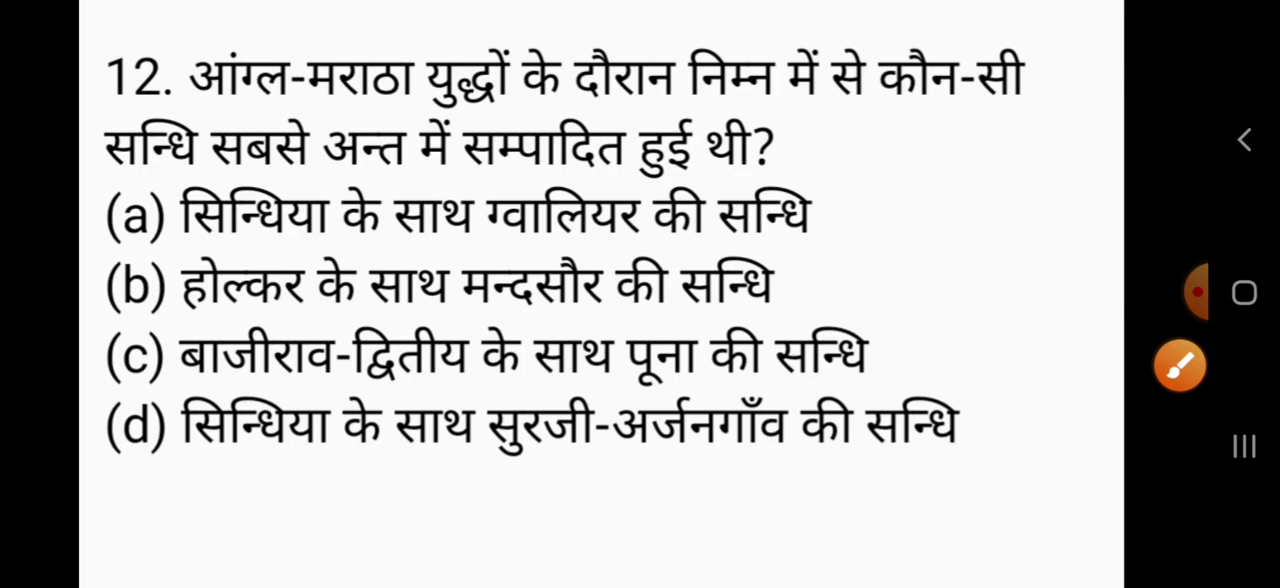 12. आंग्ल-मराठा युद्धों के दौरान निम्न में से कौन-सी
सन्धि सबसे अन्त में सम्पादित हुई थी?
(a) सिन्धिया के साथ ग्वालियर की सन्धि
(b) होल्कर के साथ मन्दसौर की सन्धि
(c) बाजीराव-द्वितीय के साथ पूना की सन्धि
(d) सिन्धिया के साथ सुरजी-अर्जनगाँव की सन्धि